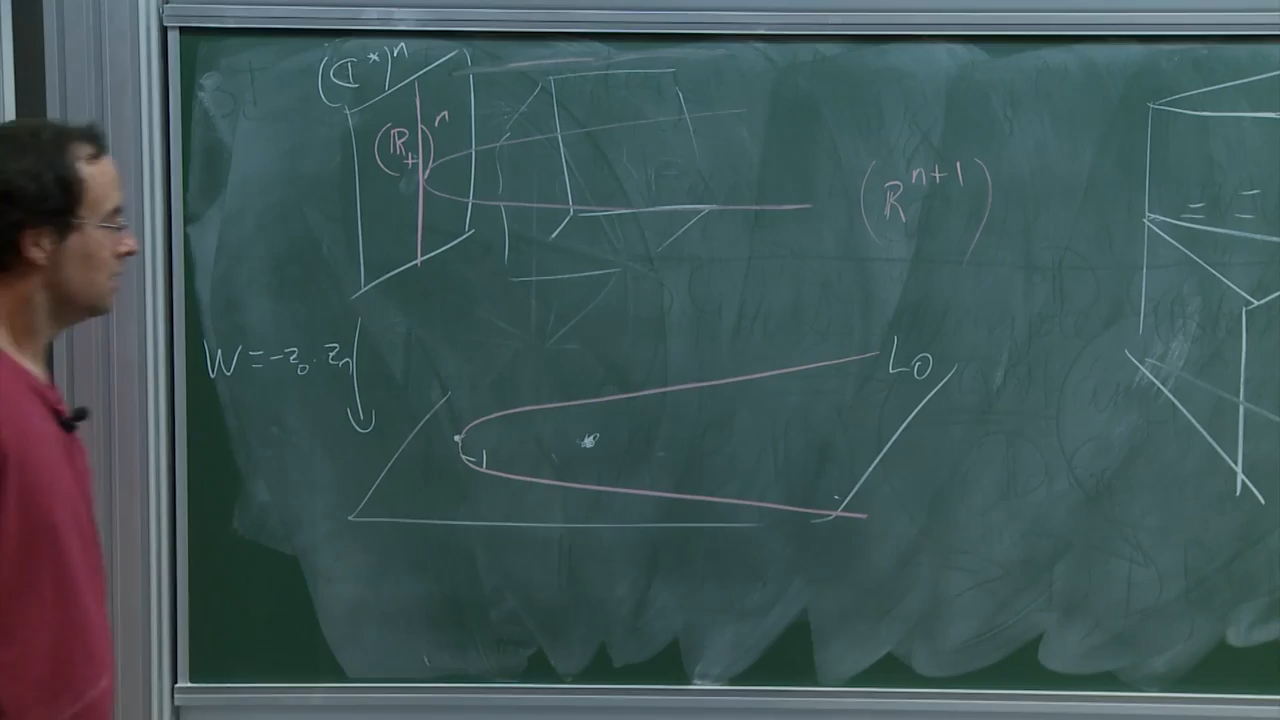 (ℂ*)ⁿ
(ℝ₊)ⁿ
(ℝⁿ⁺¹)
W = -z₀·zₙ
L₀
-1